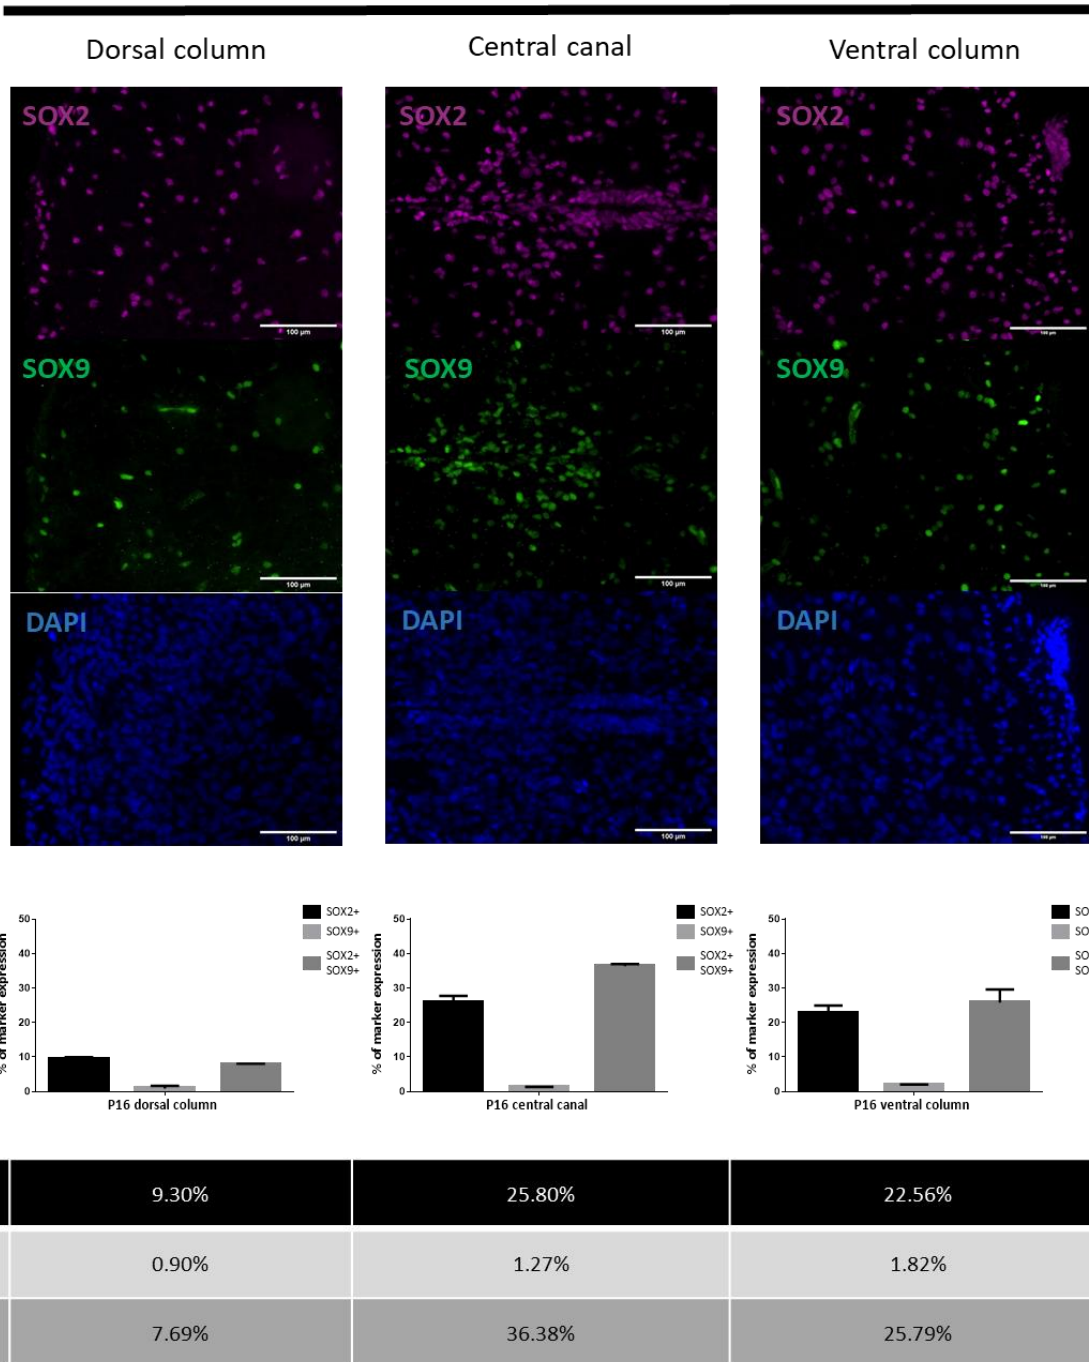 Dorsal column
Central canal
Ventral column
SOX2
SOX2
SOX2
100 µm
100 µm
SOX9
SOX9
SOX9
100 µm
100 µm
DAPI
DAPI
DAPI
100 µm
100 µm
% of marker expression
50
40
30
20
10
0
SOX2+
SOX9+
SOX2+
SOX9+
P16 dorsal column
% of marker expression
50
40
30
20
10
0
SOX2+
SOX9+
SOX2+
SOX9+
P16 central canal
% of marker expression
50
40
30
20
10
0
SO
SO
SO
SO
P16 ventral column
9.30% 25.80% 22.56%
0.90% 1.27% 1.82%
7.69% 36.38% 25.79%